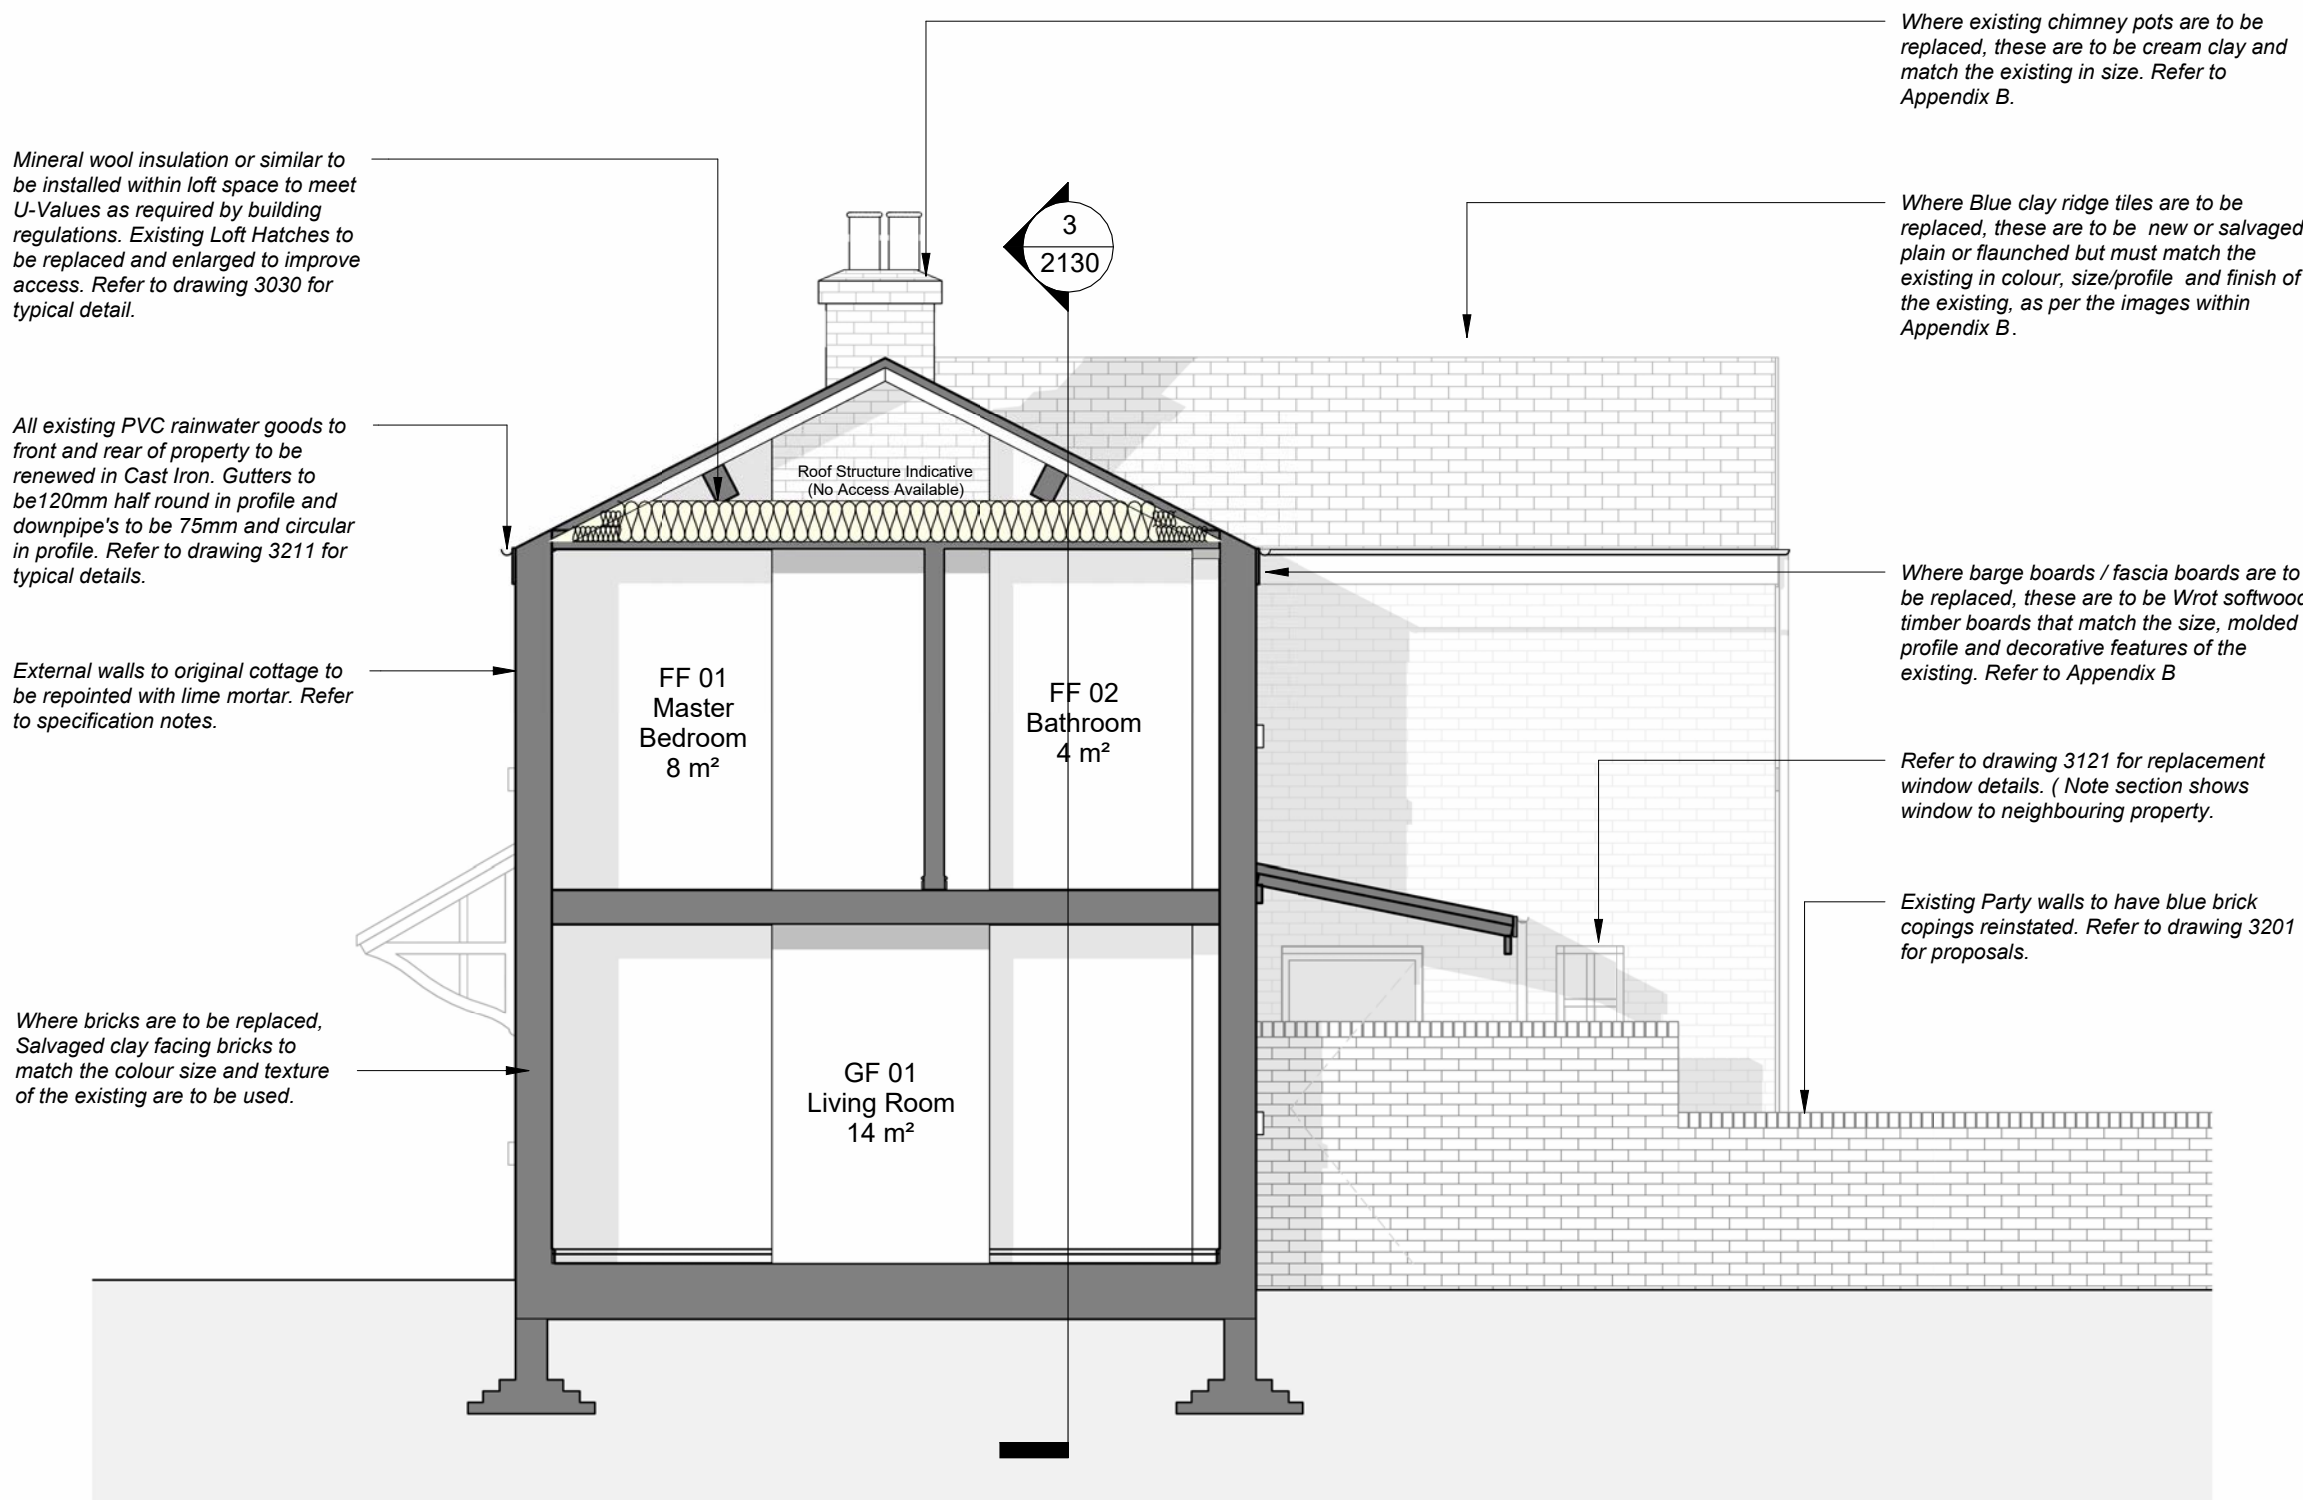 Where existing chimney pots are to be
replaced, these are to be cream clay and
match the existing in size. Refer to
Appendix B.
Mineral wool insulation or similar to
be installed within loft space to meet
U-Values as required by building
regulations. Existing Loft Hatches to
be replaced and enlarged to improve
access. Refer to drawing 3030 for
typical detail.
3
2130
Where Blue clay ridge tiles are to be
replaced, these are to be new or salvaged
plain or flaunched but must match the
existing in colour, size/profile and finish of
the existing, as per the images within
Appendix B.
All existing PVC rainwater goods to
front and rear of property to be
renewed in Cast Iron. Gutters to
be120mm half round in profile and
downpipe's to be 75mm and circular
in profile. Refer to drawing 3211 for
typical details.
Roof Structure Indicative
(No Access Available)
Where barge boards / fascia boards are to
be replaced, these are to be Wrot softwood
timber boards that match the size, molded
profile and decorative features of the
existing. Refer to Appendix B
External walls to original cottage to
be repointed with lime mortar. Refer
to specification notes.
FF 01
Master
Bedroom
8 m²
FF 02
Bathroom
4 m²
Refer to drawing 3121 for replacement
window details. ( Note section shows
window to neighbouring property.
Existing Party walls to have blue brick
copings reinstated. Refer to drawing 3201
for proposals.
Where bricks are to be replaced,
Salvaged clay facing bricks to
match the colour size and texture
of the existing are to be used.
GF 01
Living Room
14 m²